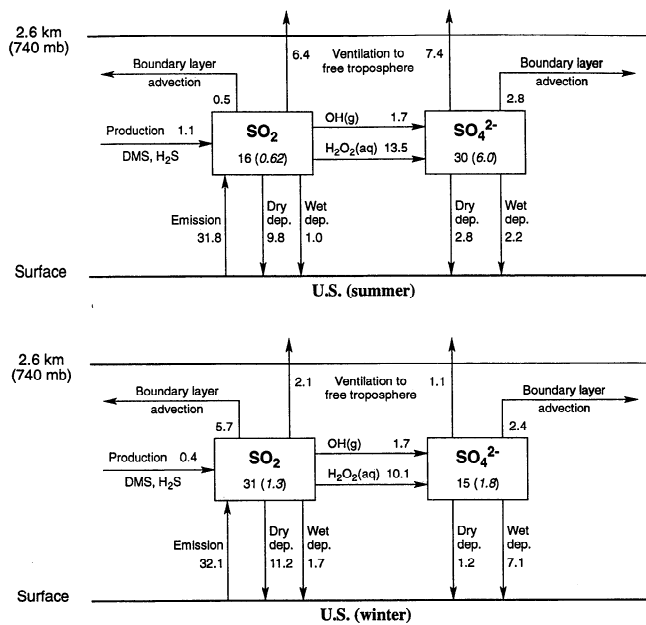 2.6 km
(740 mb)
Boundary layer
advection
6.4
Ventilation to
free troposphere
7.4
Boundary layer
advection
0.5
2.8
Production 1.1
DMS, H₂S
SO₂
16 (0.62)
OH(g) 1.7
H₂O₂(aq) 13.5
SO₄²⁻
30 (6.0)
Emission
31.8
Dry
dep.
9.8
Wet
dep.
1.0
Dry
dep.
2.8
Wet
dep.
2.2
Surface
U.S. (summer)
2.6 km
(740 mb)
Boundary layer
advection
2.1
Ventilation to
free troposphere
1.1
Boundary layer
advection
5.7
2.4
Production 0.4
DMS, H₂S
SO₂
31 (1.3)
OH(g) 1.7
H₂O₂(aq) 10.1
SO₄²⁻
15 (1.8)
Emission
32.1
Dry
dep.
11.2
Wet
dep.
1.7
Dry
dep.
1.2
Wet
dep.
7.1
Surface
U.S. (winter)